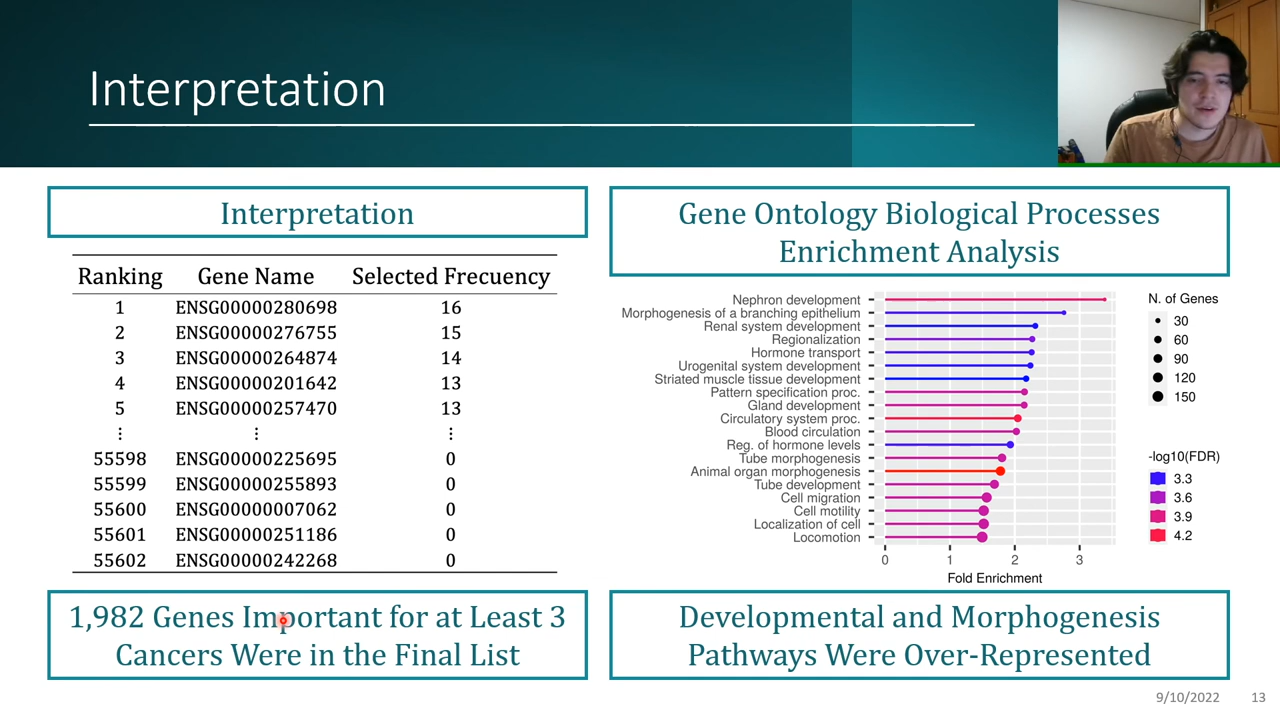 Interpretation
Interpretation
Ranking Gene Name Selected Frecuency
1 ENSG00000280698 16
2 ENSG00000276755 15
3 ENSG00000264874 14
4 ENSG00000201642 13
5 ENSG00000257470 13
⋮ ⋮ ⋮
55598 ENSG00000225695 0
55599 ENSG00000255893 0
55600 ENSG00000007062 0
55601 ENSG00000251186 0
55602 ENSG00000242268 0
1,982 Genes Important for at Least 3
Cancers Were in the Final List
Gene Ontology Biological Processes
Enrichment Analysis
Nephron development
Morphogenesis of a branching epithelium
Renal system development
Regionalization
Hormone transport
Urogenital system development
Striated muscle tissue development
Pattern specification proc.
Gland development
Circulatory system proc.
Blood circulation
Reg. of hormone levels
Tube morphogenesis
Animal organ morphogenesis
Tube development
Cell migration
Cell motility
Localization of cell
Locomotion
0 1 2 3
Fold Enrichment
N. of Genes
30
60
90
120
150
-log10(FDR)
3.3
3.6
3.9
4.2
Developmental and Morphogenesis
Pathways Were Over-Represented
9/10/2022 13